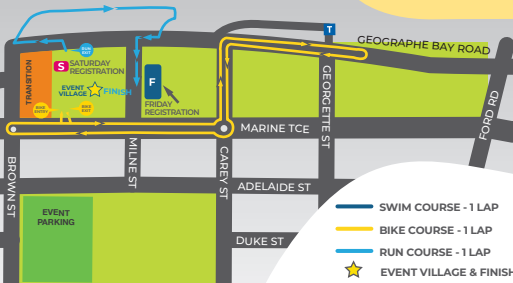 T
GEOGRAPHE BAY ROAD
RUN
EXIT
S SATURDAY
REGISTRATION
TRANSITION
EVENT
VILLAGE
FINISH
F
FRIDAY
REGISTRATION
BIKE
ENTRY
BIKE
EXIT
GEORGETTE ST
FORD RD
MARINE TCE
BROWN ST
MILNE ST
CAREY ST
ADELAIDE ST
EVENT
PARKING
DUKE ST
SWIM COURSE - 1 LAP
BIKE COURSE - 1 LAP
RUN COURSE - 1 LAP
EVENT VILLAGE & FINISH